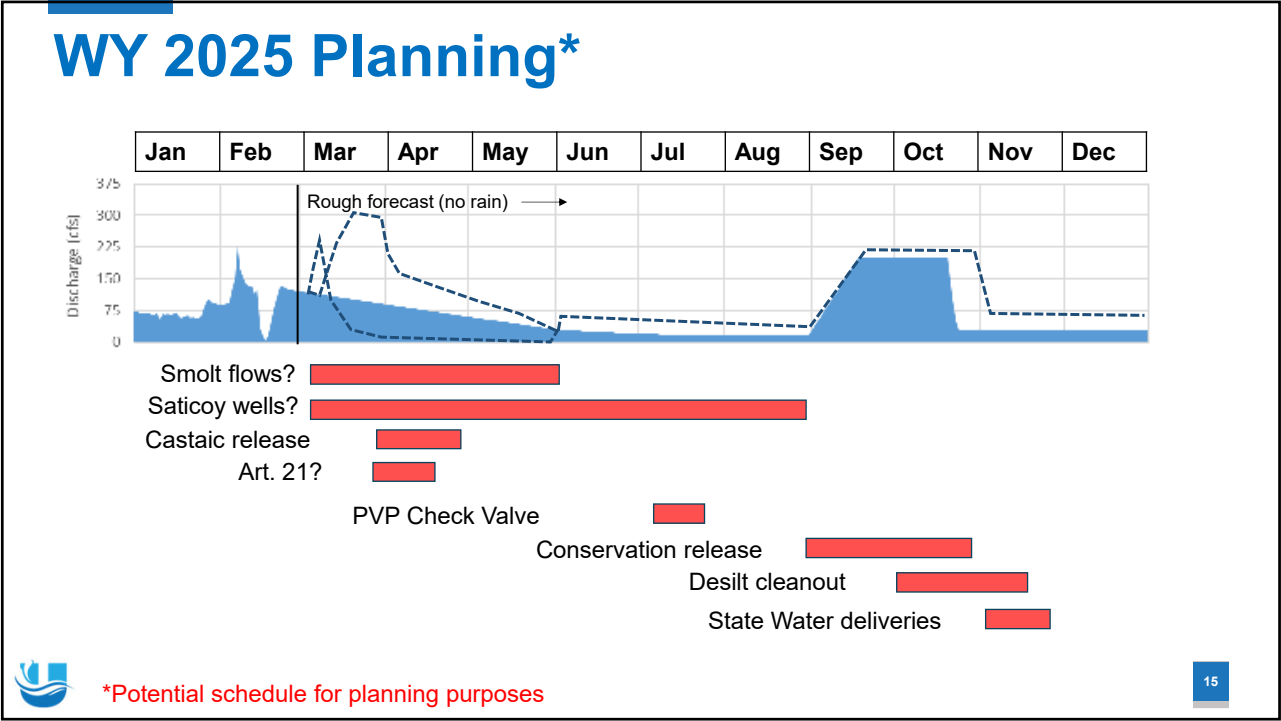 WY 2025 Planning*
Jan Feb Mar Apr May Jun Jul Aug Sep Oct Nov Dec
375
Rough forecast (no rain)
300
225
150
75
0
Discharge (cfs)
Smolt flows?
Saticoy wells?
Castaic release
Art. 21?
PVP Check Valve
Conservation release
Desilt cleanout
State Water deliveries
*Potential schedule for planning purposes
15